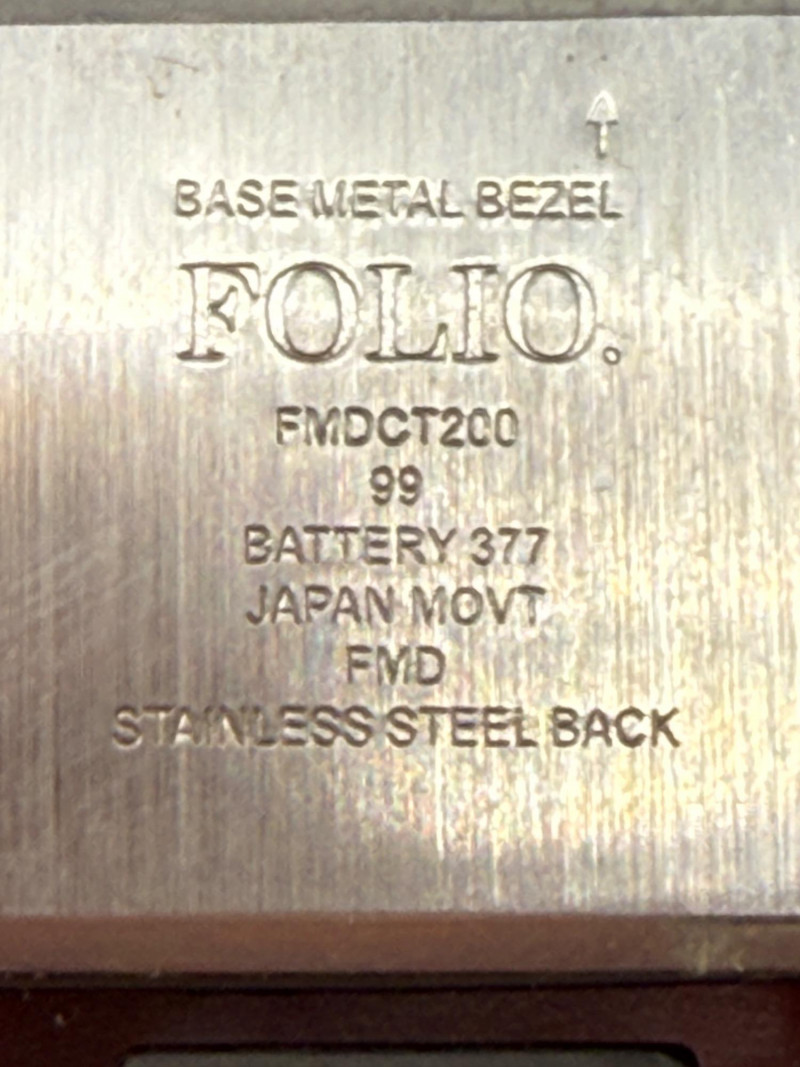 BASE METAL BEZEL
FOLIO.
FMDCT200
99
BATTERY 377
JAPAN MOVT
FMD
STAINLESS STEEL BACK